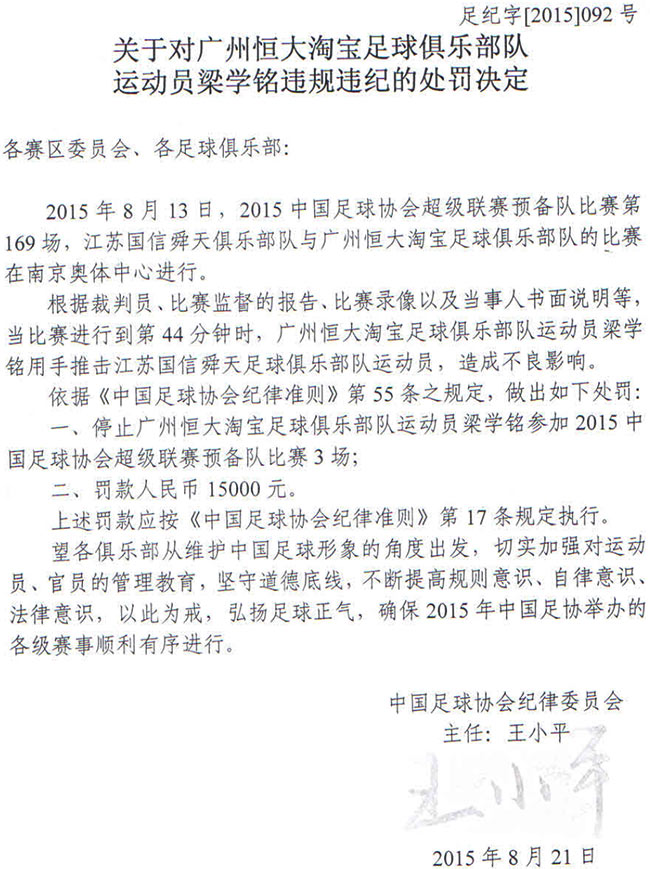 足纪字[2015]092 号
关于对广州恒大淘宝足球俱乐部队
运动员梁学铭违规违纪的处罚决定
各赛区委员会、各足球俱乐部：
2015 年 8 月 13 日，2015 中国足球协会超级联赛预备队比赛第
169 场，江苏国信舜天俱乐部队与广州恒大淘宝足球俱乐部队的比赛
在南京奥体中心进行。
根据裁判员、比赛监督的报告、比赛录像以及当事人书面说明等，
当比赛进行到第 44 分钟时，广州恒大淘宝足球俱乐部队运动员梁学
铭用手推击江苏国信舜天足球俱乐部队运动员，造成不良影响。
依据《中国足球协会纪律准则》第 55 条之规定，做出如下处罚：
一、停止广州恒大淘宝足球俱乐部队运动员梁学铭参加 2015 中
国足球协会超级联赛预备队比赛 3 场；
二、罚款人民币 15000 元。
上述罚款应按《中国足球协会纪律准则》第 17 条规定执行。
望各俱乐部从维护中国足球形象的角度出发，切实加强对运动
员、官员的管理教育，坚守道德底线，不断提高规则意识、自律意识、
法律意识，以此为戒，弘扬足球正气，确保 2015 年中国足协举办的
各级赛事顺利有序进行。
中国足球协会纪律委员会
主任：王小平
王小平
2015 年 8 月 21 日